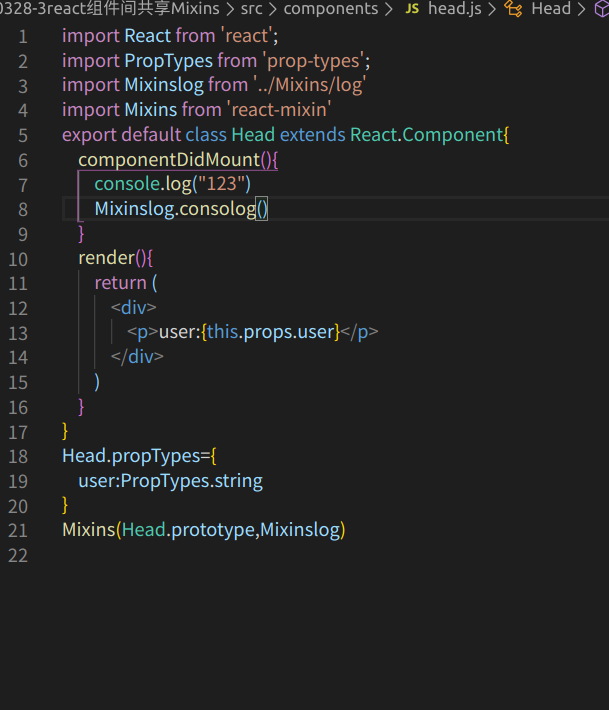 0328-3react组件间共享Mixins > src > components > JS head.js > Head >
1 import React from 'react';
2 import PropTypes from 'prop-types';
3 import Mixinslog from '../Mixins/log'
4 import Mixins from 'react-mixin'
5 export default class Head extends React.Component{
6 componentDidMount(){
7 console.log("123")
8 Mixinslog.consolog()
9 }
10 render(){
11 return (
12 <div>
13 <p>user:{this.props.user}</p>
14 </div>
15 )
16 }
17 }
18 Head.propTypes={
19 user:PropTypes.string
20 }
21 Mixins(Head.prototype,Mixinslog)
22